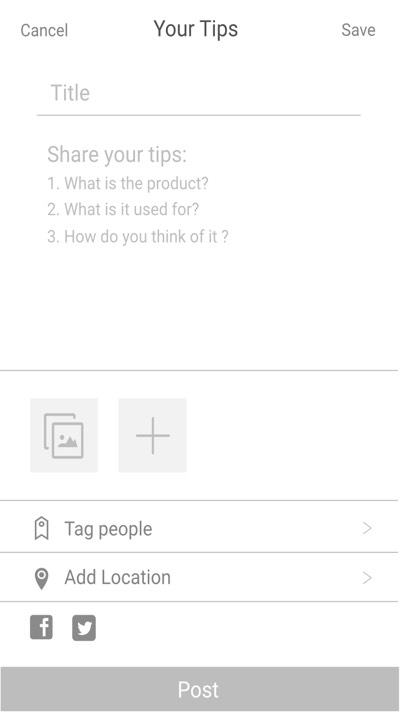 Cancel
Your Tips
Save
Title
Share your tips:
1. What is the product?
2. What is it used for?
3. How do you think of it ?
Tag people
Add Location
Post